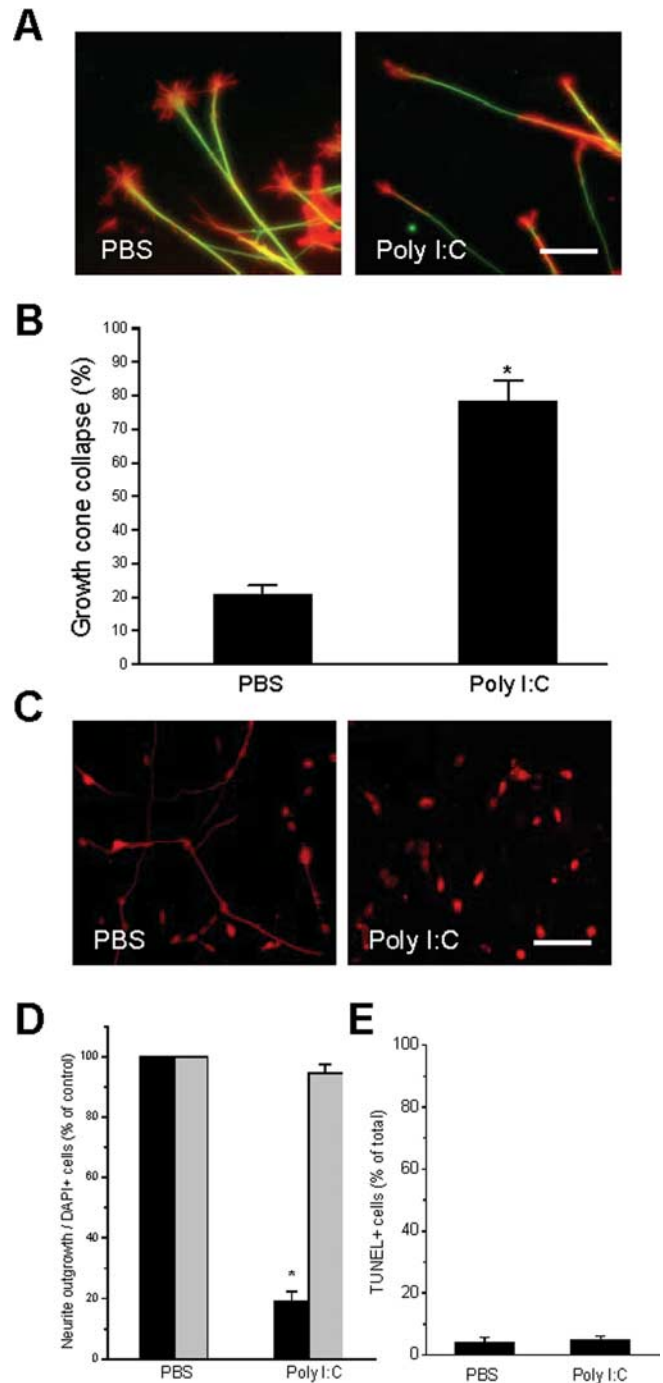 A
PBS
Poly I:C
B
Growth cone collapse (%)
100
90
80
70
60
50
40
30
20
10
0
*
PBS
Poly I:C
C
PBS
Poly I:C
D
Neurite outgrowth / DAPI+ cells (% of control)
100
80
60
40
20
0
*
PBS
Poly I:C
E
TUNEL+ cells (% of total)
100
80
60
40
20
0
PBS
Poly I:C